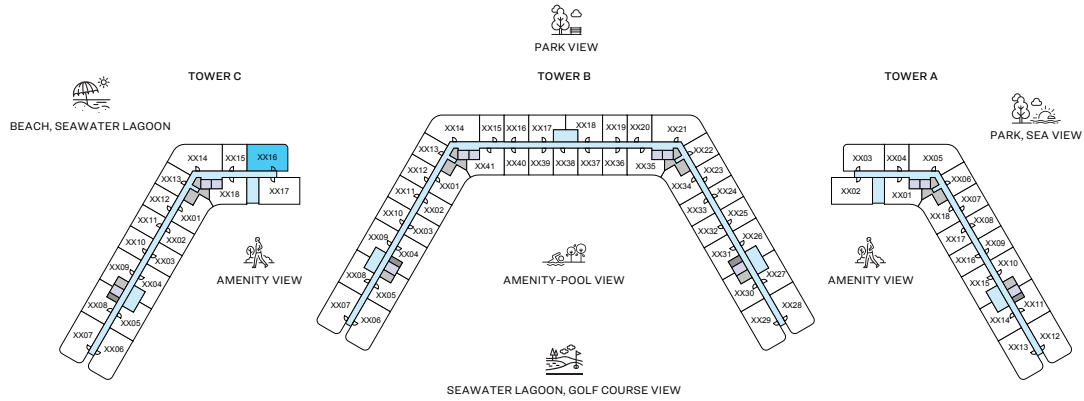 PARK VIEW
TOWER C
TOWER B
TOWER A
BEACH, SEAWATER LAGOON
PARK, SEA VIEW
XX14
XX15
XX16
XX13
XX12
XX11
XX10
XX09
XX08
XX07
XX18
XX17
XX01
XX02
XX03
XX04
XX05
XX06
AMENITY VIEW
XX14
XX15
XX16
XX17
XX18
XX19
XX20
XX21
XX13
XX12
XX11
XX10
XX09
XX08
XX07
XX41
XX40
XX39
XX38
XX37
XX36
XX35
XX01
XX02
XX03
XX04
XX05
XX06
XX22
XX23
XX24
XX25
XX26
XX27
XX28
XX34
XX33
XX32
XX31
XX30
XX29
AMENITY-POOL VIEW
XX03
XX04
XX05
XX02
XX01
XX06
XX07
XX08
XX09
XX10
XX11
XX12
XX18
XX17
XX16
XX15
XX14
XX13
AMENITY VIEW
SEAWATER LAGOON, GOLF COURSE VIEW